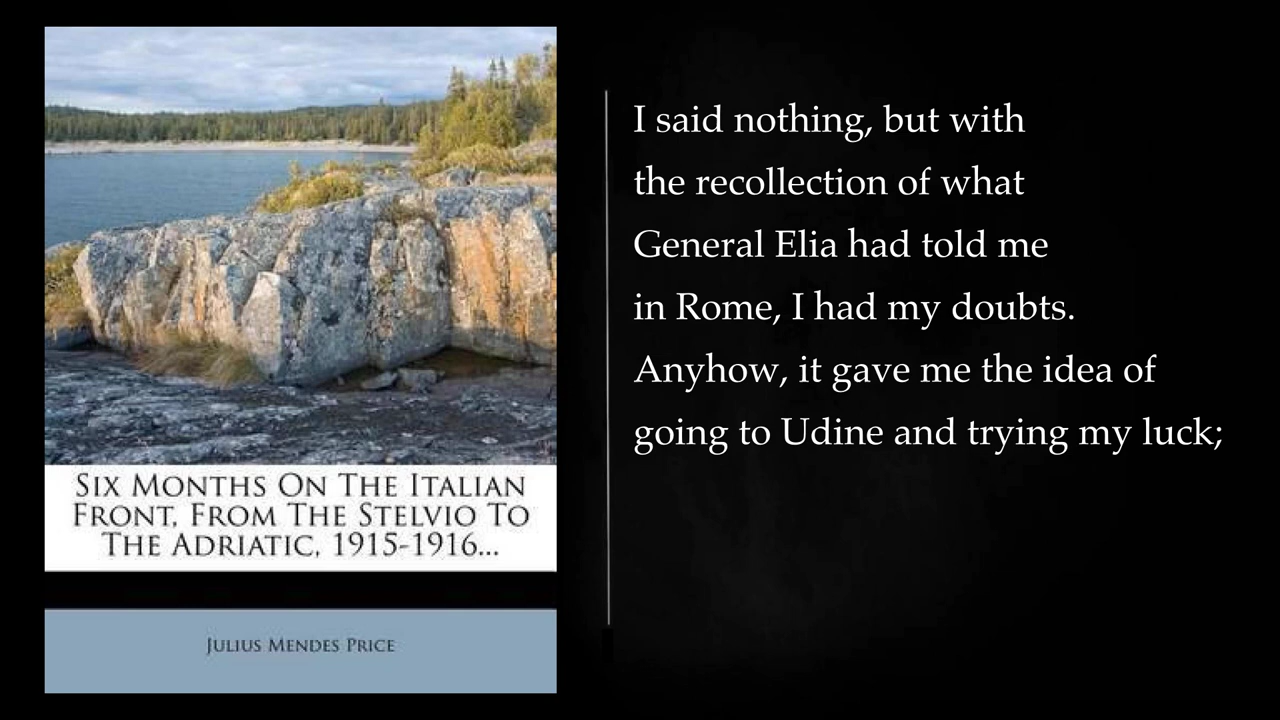 I said nothing, but with
the recollection of what
General Elia had told me
in Rome, I had my doubts.
Anyhow, it gave me the idea of
going to Udine and trying my luck;
Six Months On The Italian
Front, From The Stelvio To
The Adriatic, 1915-1916...
Julius Mendes Price